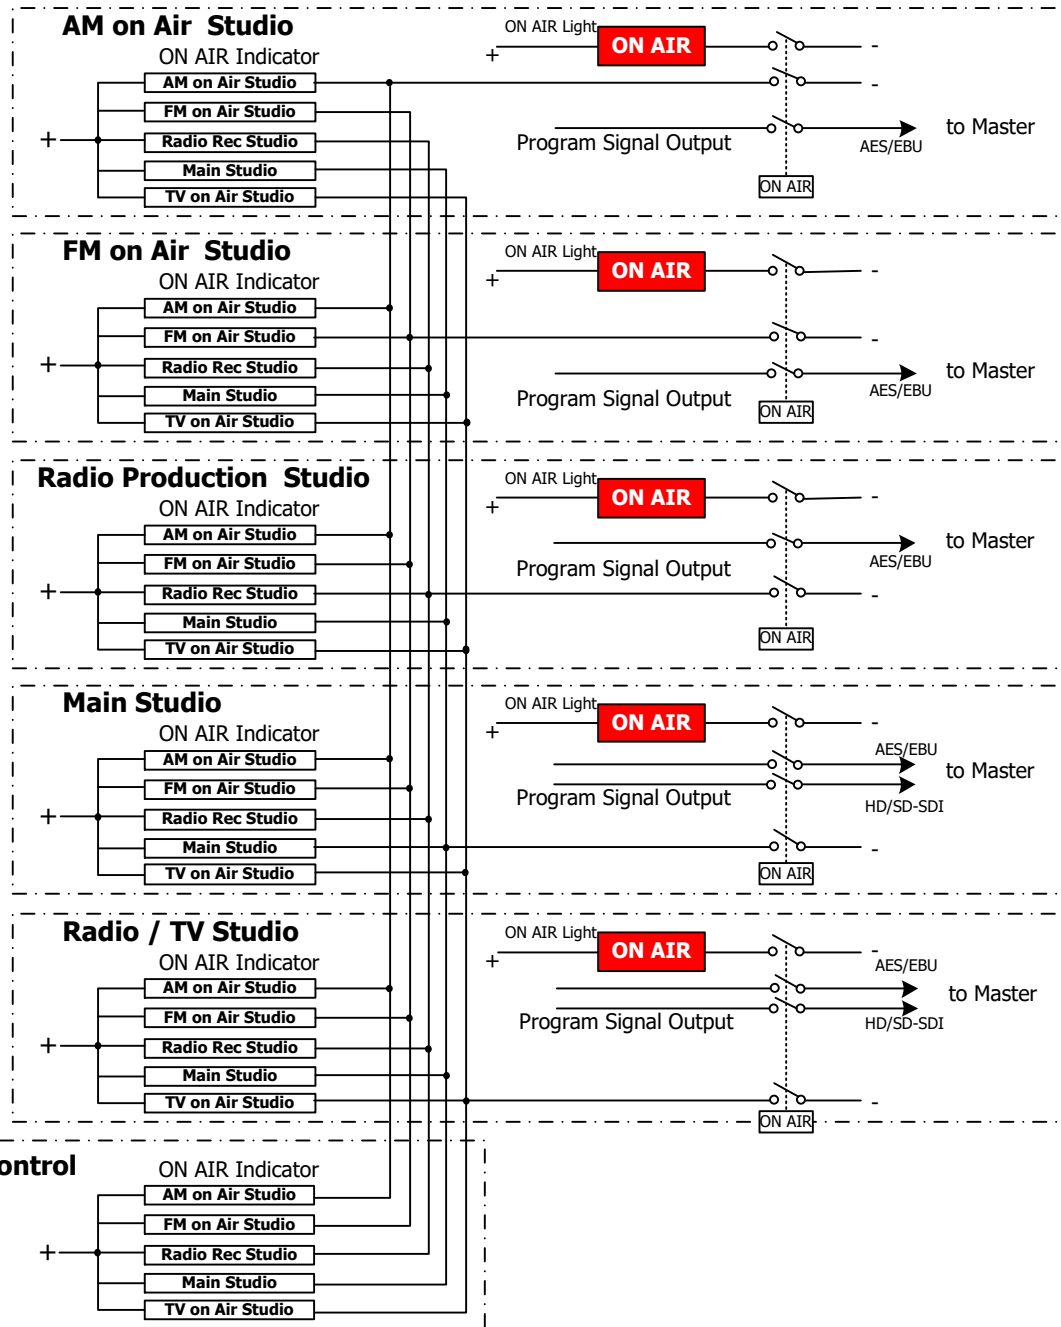 AM on Air Studio
ON AIR Indicator
AM on Air Studio
FM on Air Studio
Radio Rec Studio
Main Studio
TV on Air Studio
+
ON AIR Light
+
ON AIR
-
-
Program Signal Output
AES/EBU
to Master
ON AIR
FM on Air Studio
ON AIR Indicator
AM on Air Studio
FM on Air Studio
Radio Rec Studio
Main Studio
TV on Air Studio
+
ON AIR Light
+
ON AIR
-
-
Program Signal Output
AES/EBU
to Master
ON AIR
Radio Production Studio
ON AIR Indicator
AM on Air Studio
FM on Air Studio
Radio Rec Studio
Main Studio
TV on Air Studio
+
ON AIR Light
+
ON AIR
-
Program Signal Output
AES/EBU
to Master
-
ON AIR
Main Studio
ON AIR Indicator
AM on Air Studio
FM on Air Studio
Radio Rec Studio
Main Studio
TV on Air Studio
+
ON AIR Light
+
ON AIR
-
AES/EBU
to Master
Program Signal Output
HD/SD-SDI
-
ON AIR
Radio / TV Studio
ON AIR Indicator
AM on Air Studio
FM on Air Studio
Radio Rec Studio
Main Studio
TV on Air Studio
+
ON AIR Light
+
ON AIR
-
AES/EBU
to Master
Program Signal Output
HD/SD-SDI
-
ON AIR
ontrol
ON AIR Indicator
AM on Air Studio
FM on Air Studio
Radio Rec Studio
Main Studio
TV on Air Studio
+